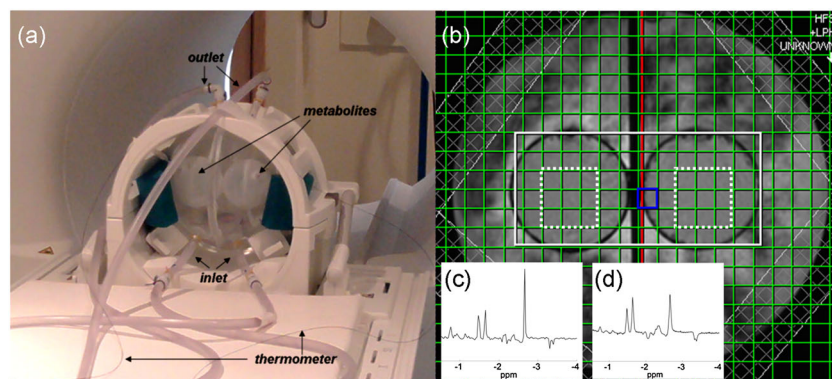 (a)
outlet
metabolites
inlet
thermometer
(b)
HFS
+LPH
UNKNOWN
(c)
-1 -2 -3 -4
ppm
(d)
-1 -2 -3 -4
ppm